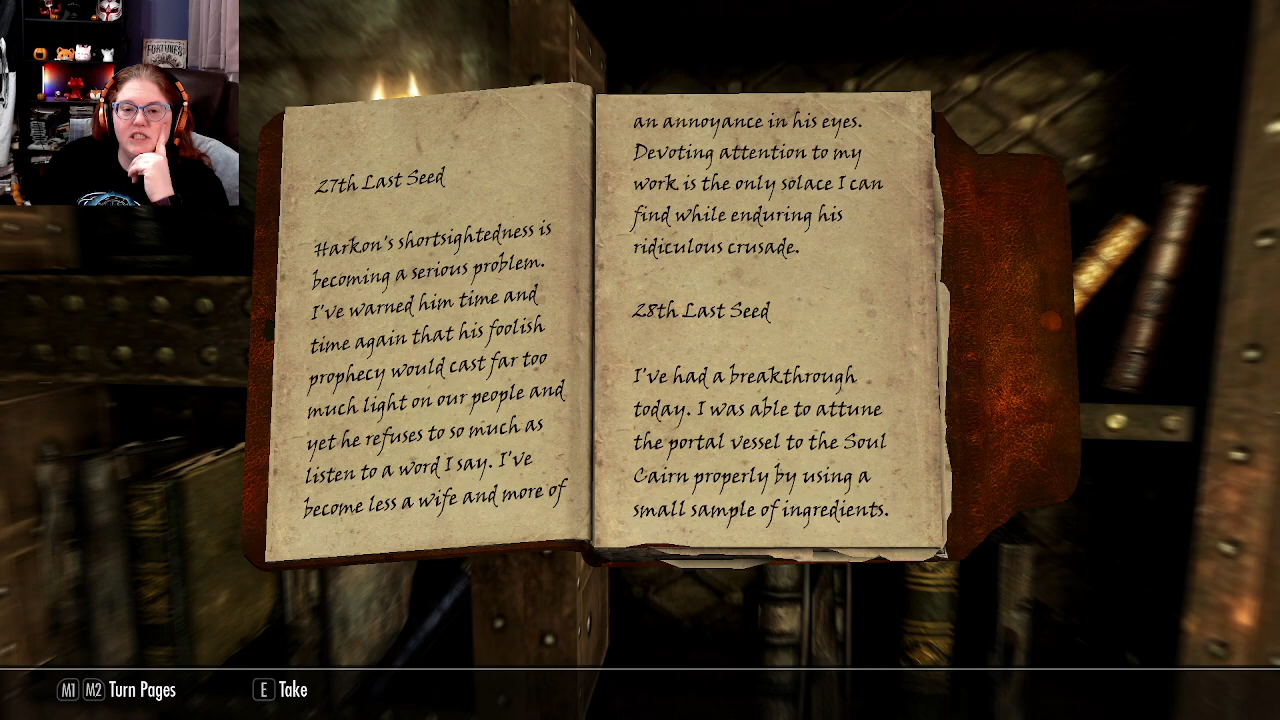 FORTUNES
27th Last Seed
Harkon's shortsightedness is
becoming a serious problem.
I've warned him time and
time again that his foolish
prophecy would cast far too
much light on our people and
yet he refuses to so much as
listen to a word I say. I've
become less a wife and more of
an annoyance in his eyes.
Devoting attention to my
work is the only solace I can
find while enduring his
ridiculous crusade.
28th Last Seed
I've had a breakthrough
today. I was able to attune
the portal vessel to the Soul
Cairn properly by using a
small sample of ingredients.
M1 M2 Turn Pages
E Take